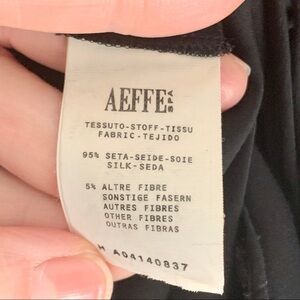 AEFFE SPA
TESSUTO-STOFF-TISSU
FABRIC-TEJIDO
95% SETA-SEIDE-SOIE
SILK-SEDA
5% ALTRE FIBRE
SONSTIGE FASERN
AUTRES FIBRES
OTHER FIBRES
OUTRAS FIBRAS
H A04140837